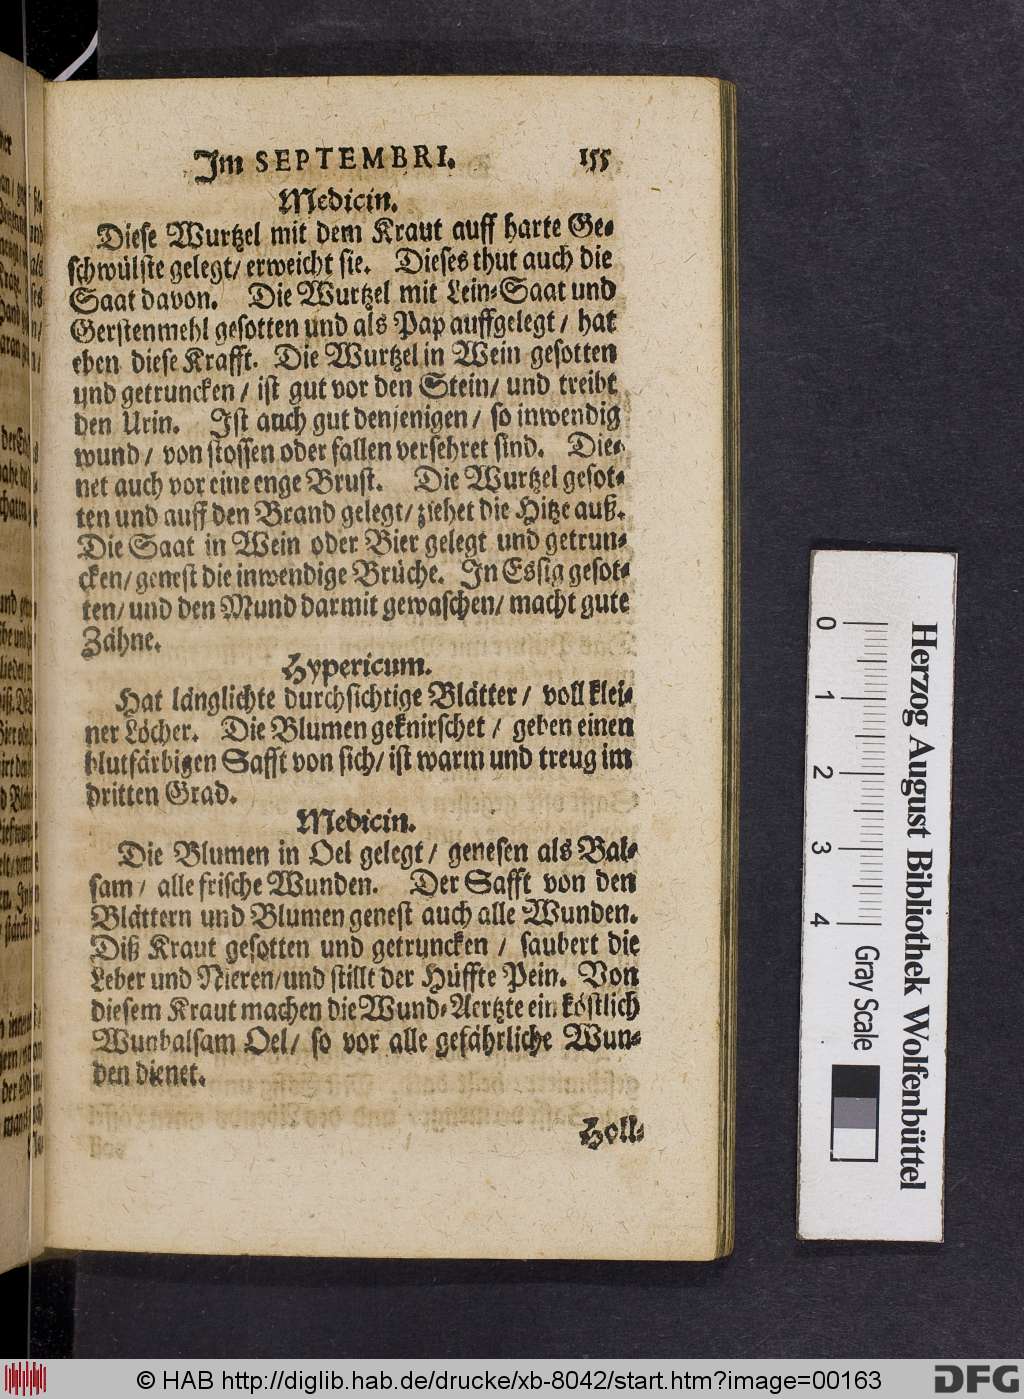 Im SEPTEMBRI. 155
Medicin.
Diese Wurtzel mit dem Kraut auff harte Ge-
schwülste gelegt/ erweicht sie. Dieses thut auch die
Saat davon. Die Wurtzel mit Lein-Saat und
Gerstenmehl gesotten und als Pap auffgelegt / hat
eben diese Krafft. Die Wurtzel in Wein gesotten
und getruncken / ist gut vor den Stein/ und treibt
den Urin. Ist auch gut denjenigen / so inwendig
wund / von stossen oder fallen versehret sind. Die-
net auch vor eine enge Brust. Die Wurtzel gesot-
ten und auff den Brand gelegt/ ziehet die Hitze auß.
Die Saat in Wein oder Bier gelegt und getrun-
cken/ genest die inwendige Brüche. In Essig gesot-
ten/ und den Mund darmit gewaschen/ macht gute
Zähne.
Hypericum.
Hat länglichte durchsichtige Blätter / voll klei-
ner Löcher. Die Blumen geknirschet / geben einen
blutfärbigen Safft von sich/ ist warm und treug im
dritten Grad.
Medicin.
Die Blumen in Oel gelegt / genesen als Bal-
sam / alle frische Wunden. Der Safft von den
Blättern und Blumen genest auch alle Wunden.
Diß Kraut gesotten und getruncken / saubert die
Leber und Nieren/und stillt der Hüffte Pein. Von
diesem Kraut machen die Wund-Aertzte ein köstlich
Wunbalsam Oel/ so vor alle gefährliche Wun-
den dienet.
Holl-
Herzog August Bibliothek Wolfenbüttel
0 1 2 3 4
Gray Scale
© HAB http://diglib.hab.de/drucke/xb-8042/start.htm?image=00163
DFG